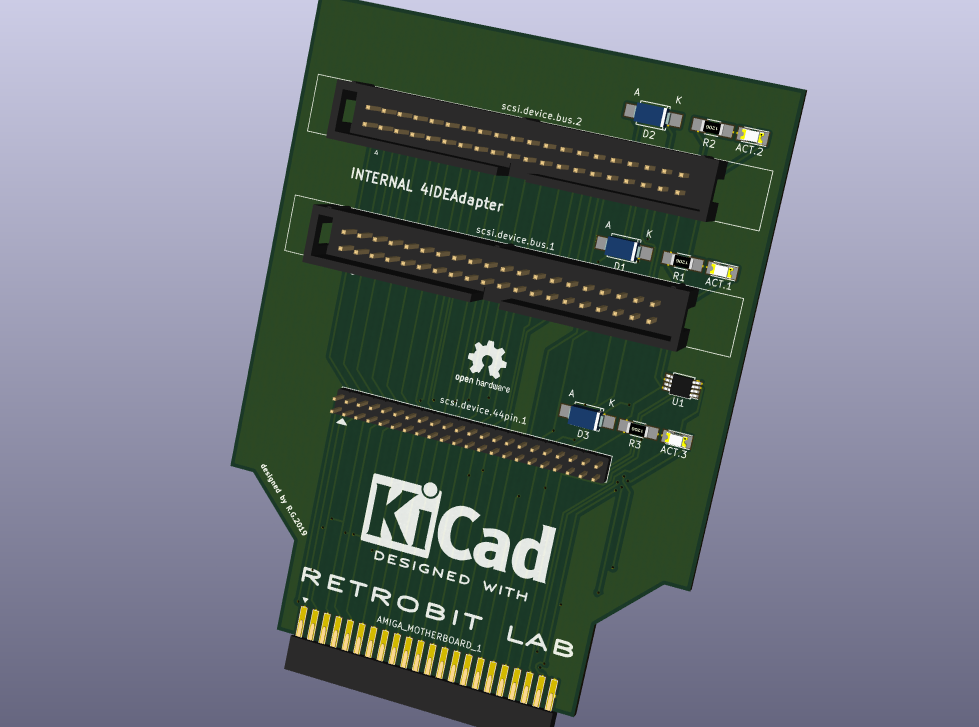 scsi.device.bus.2
A
K
D2
R2
ACT.2
INTERNAL 4IDEAdapter
scsi.device.bus.1
A
K
D1
R1
ACT.1
open hardware
U1
scsi.device.44pin.1
A
K
D3
R3
ACT.3
designed by R.G.2019
KiCad
DESIGNED WITH
RETROBIT LAB
AMIGA_MOTHERBOARD_1